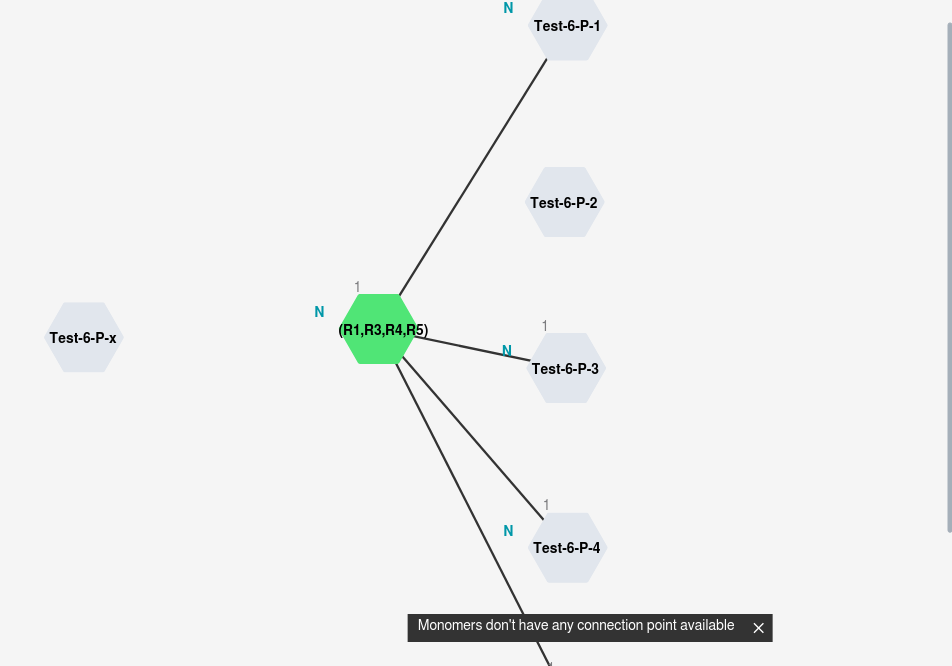 N
Test-6-P-1
Test-6-P-2
1
N
(R1,R3,R4,R5)
Test-6-P-x
1
N
Test-6-P-3
1
N
Test-6-P-4
Monomers don't have any connection point available